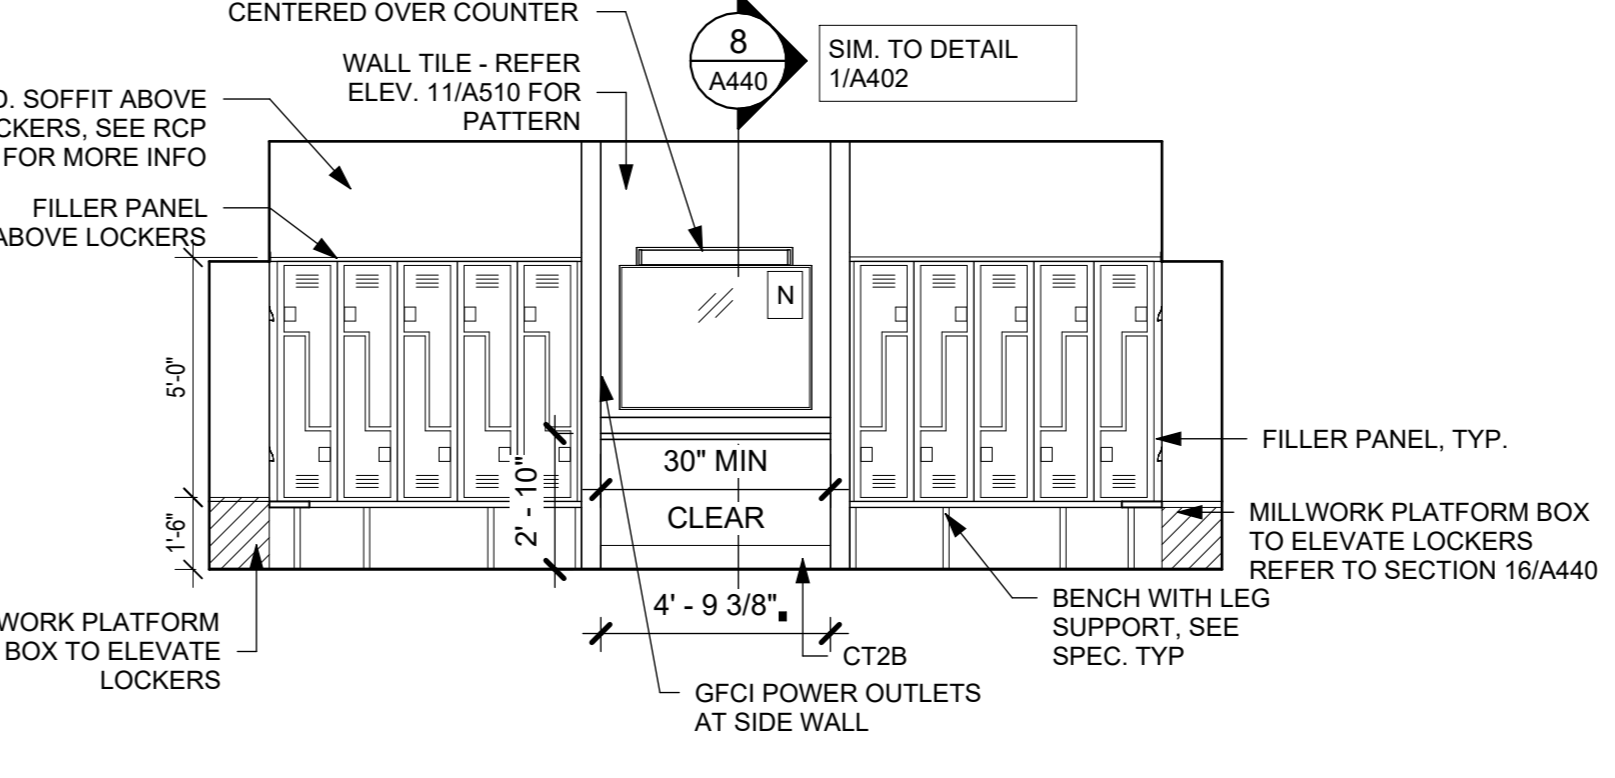 CENTERED OVER COUNTER
WALL TILE - REFER
ELEV. 11/A510 FOR
PATTERN
8
A440
SIM. TO DETAIL
1/A402
SOFFIT ABOVE
SEE RCP
FOR MORE INFO
FILLER PANEL
ABOVE LOCKERS
N
5'-0"
1'-6"
2' - 10"
30" MIN
CLEAR
4' - 9 3/8"
FILLER PANEL, TYP.
MILLWORK PLATFORM BOX
TO ELEVATE LOCKERS
REFER TO SECTION 16/A440
BENCH WITH LEG
SUPPORT, SEE
SPEC. TYP
CT2B
GFCI POWER OUTLETS
AT SIDE WALL
PLATFORM
BOX TO ELEVATE
LOCKERS